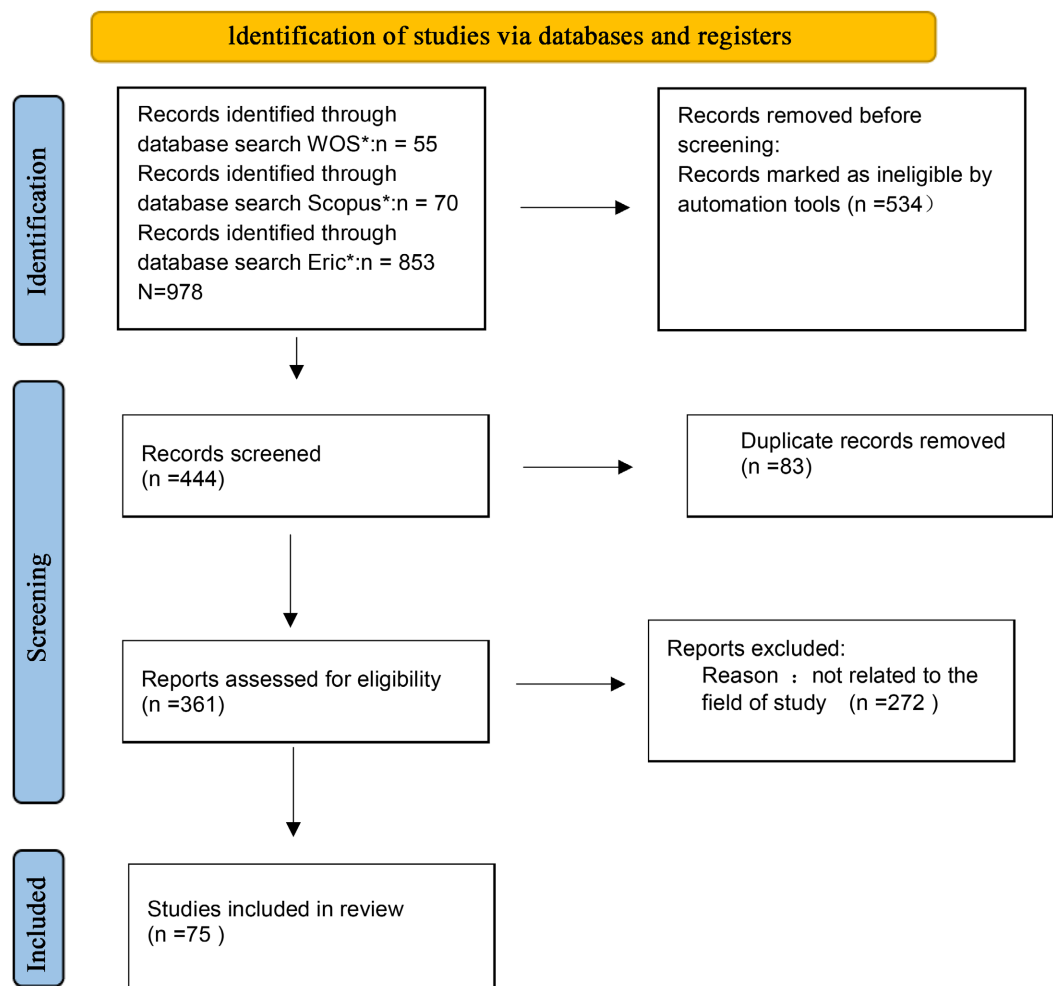 Identification of studies via databases and registers
Identification
Records identified through
database search WOS*:n = 55
Records identified through
database search Scopus*:n = 70
Records identified through
database search Eric*:n = 853
N=978
Records removed before
screening:
Records marked as ineligible by
automation tools (n =534）
Screening
Records screened
(n =444)
Duplicate records removed
(n =83)
Reports assessed for eligibility
(n =361)
Reports excluded:
Reason ：not related to the
field of study (n =272 )
Included
Studies included in review
(n =75 )